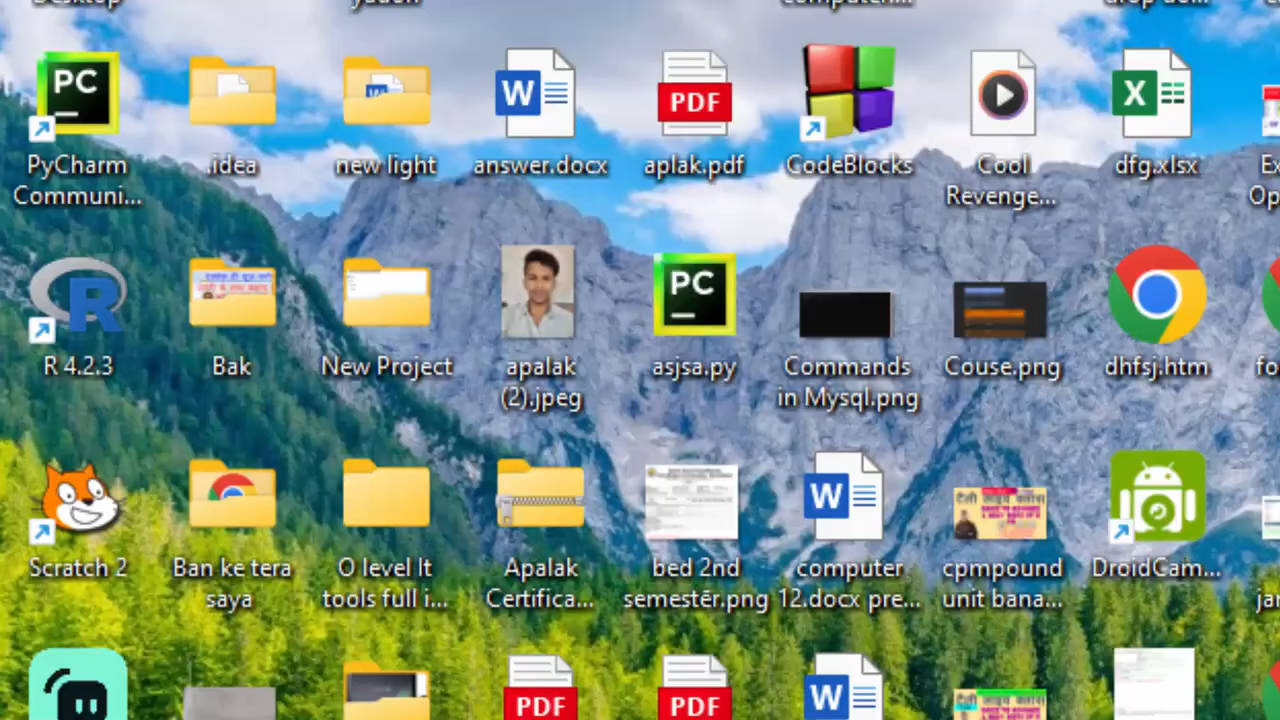 PyCharm
Communi...
.idea
new light
answer.docx
aplak.pdf
CodeBlocks
Cool
Revenge...
dfg.xlsx
R 4.2.3
Bak
New Project
apalak
(2).jpeg
asjsa.py
Commands
in Mysql.png
Couse.png
dhfsj.htm
Scratch 2
Ban ke tera
saya
O level It
tools full i...
Apalak
Certifica...
bed 2nd
semester.png
computer
12.docx pre...
cpmpound
unit bana...
DroidCam...
PC
W
PDF
X
R
PC
W
PDF
PDF
W